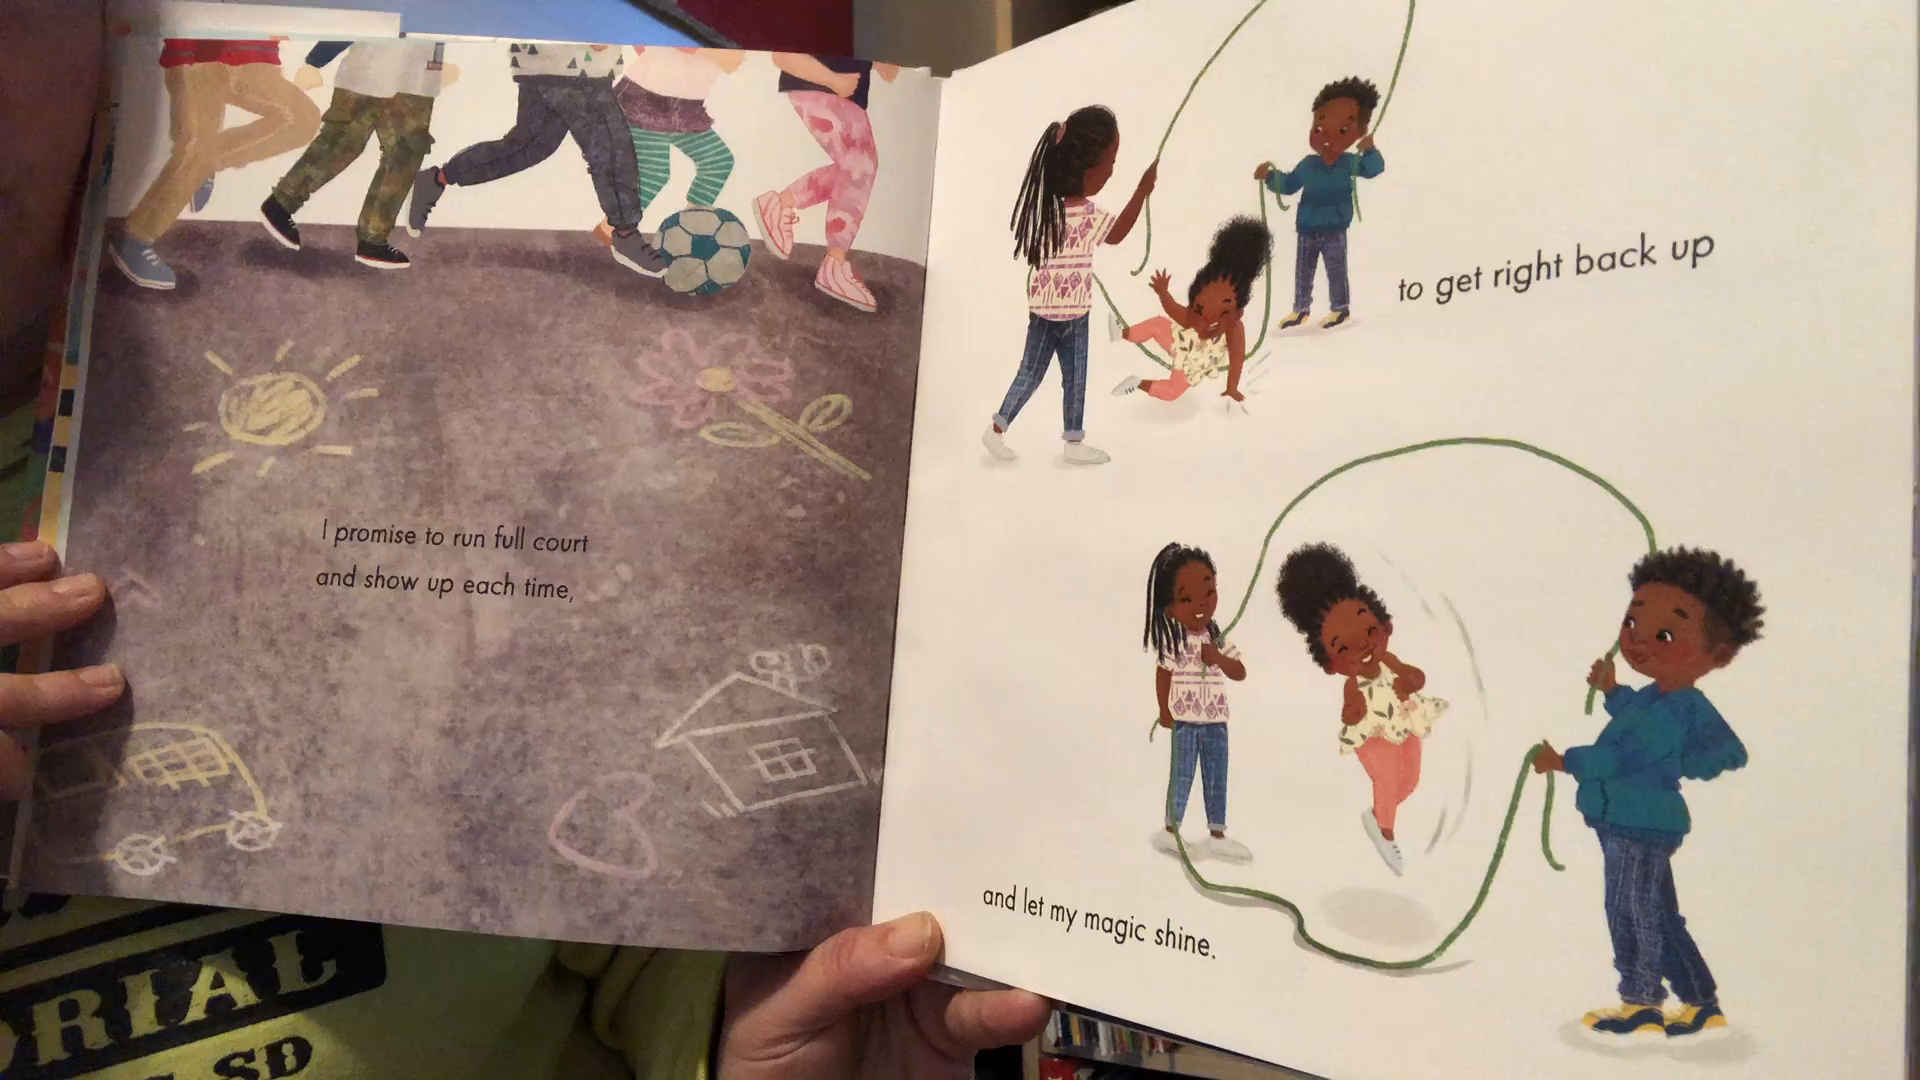 I promise to run full court
and show up each time,
to get right back up
and let my magic shine.
ORIAL
SD